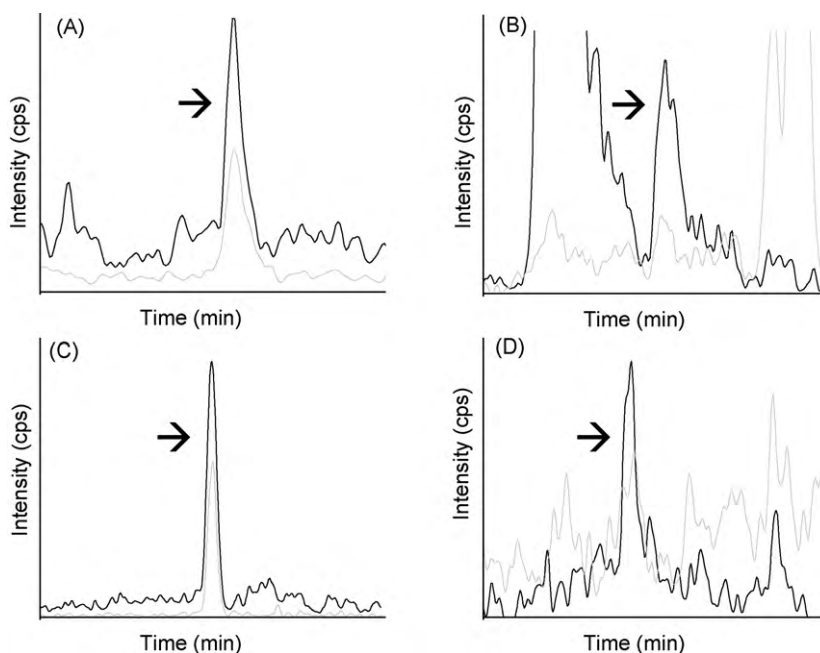 (A)
Intensity (cps)
Time (min)
(B)
Intensity (cps)
Time (min)
(C)
Intensity (cps)
Time (min)
(D)
Intensity (cps)
Time (min)